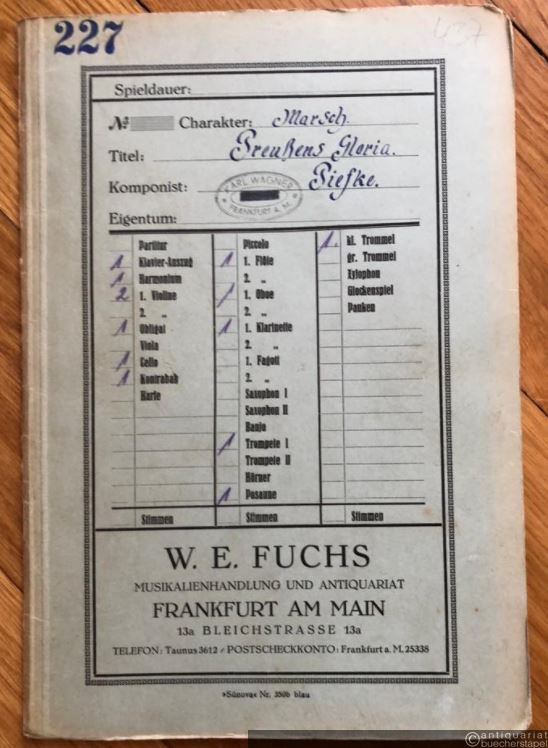 227
437
Spieldauer:
№ Charakter: Marsch.
Titel: Preußens Gloria.
Komponist: Piefke.
KARL WAGNER
FRANKFURT A. M.
Eigentum:
Partitur
1 Klavier-Auszug
1 Harmonium
2 1. Violine
2. „
1 Obligat
Viola
1 Cello
1 Kontrabaß
Harfe
Stimmen
Piccolo
1 1. Flöte
2. „
1 1. Oboe
2. „
1 1. Klarinette
2. „
1. Fagott
2. „
Saxophon I
Saxophon II
Banjo
1 Trompete I
Trompete II
Hörner
1 Posaune
Stimmen
1 kl. Trommel
gr. Trommel
Xylophon
Glockenspiel
Pauken
Stimmen
W. E. FUCHS
MUSIKALIENHANDLUNG UND ANTIQUARIAT
FRANKFURT AM MAIN
13a BLEICHSTRASSE 13a
TELEFON: Taunus 3612 / POSTSCHECKKONTO: Frankfurt a. M. 25338
»Sünova« Nr. 350b blau
© antiquariat
buecherstapel